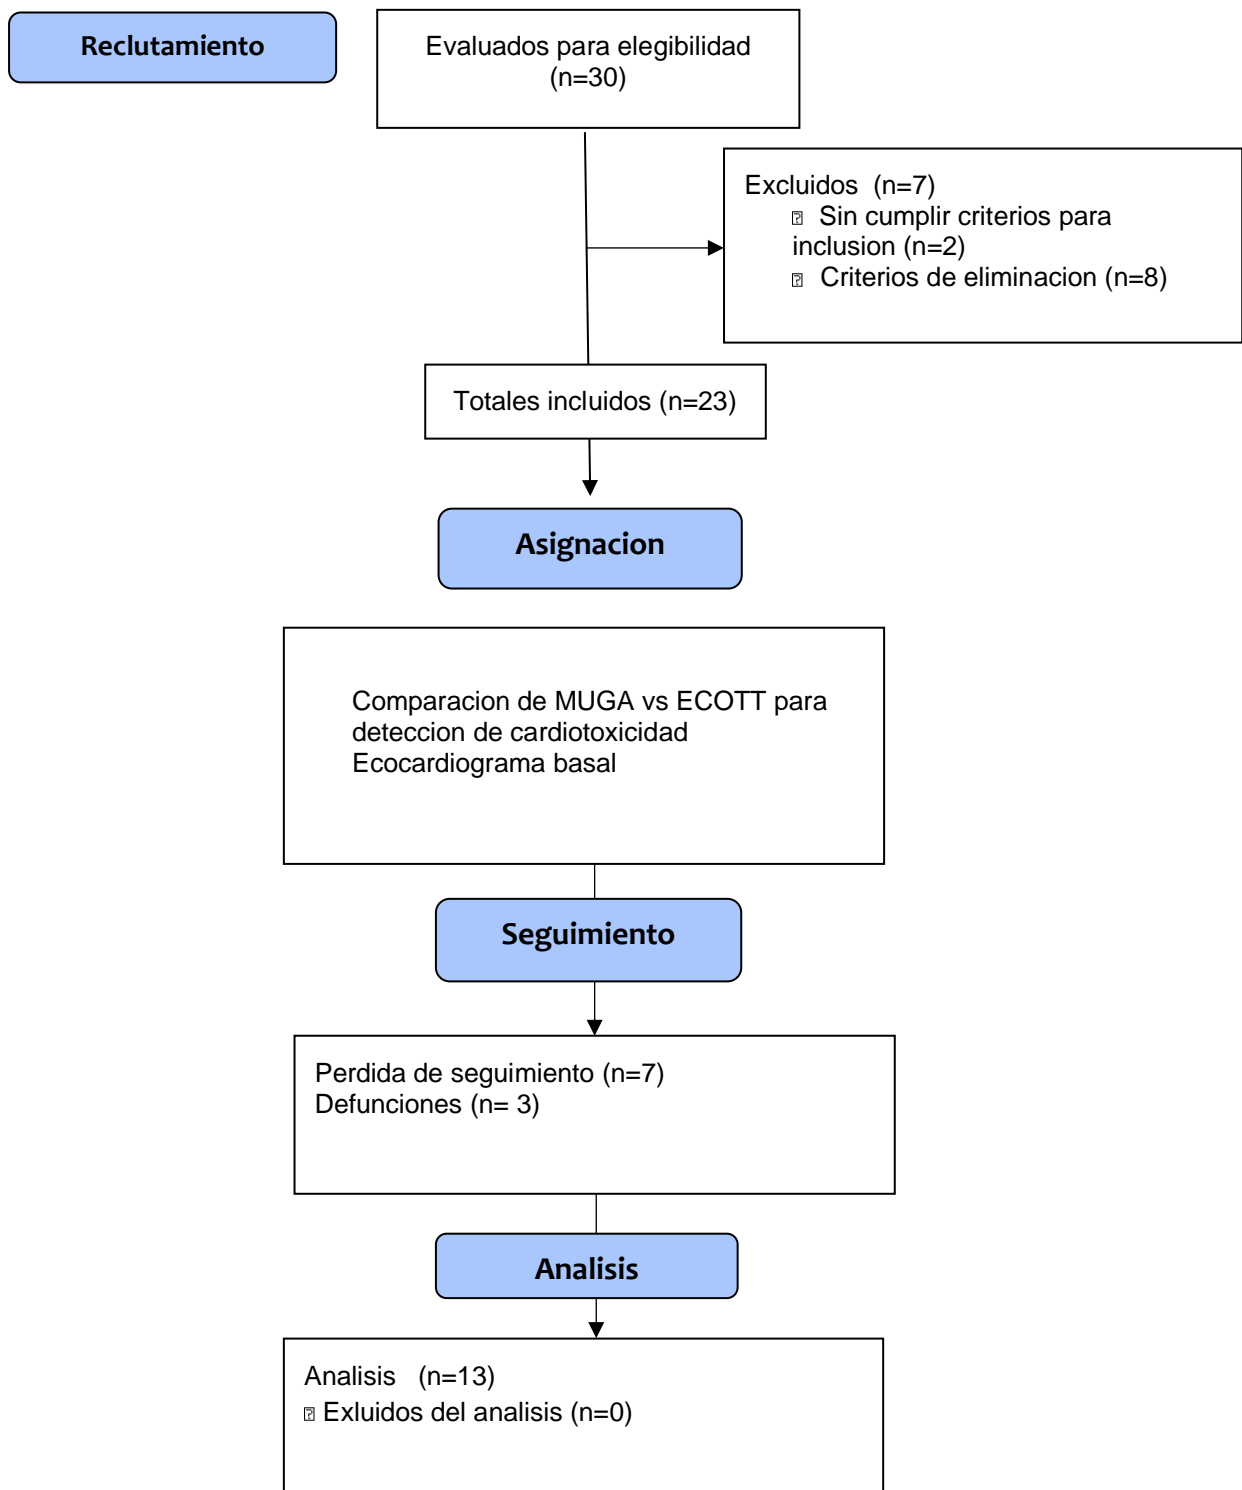 Reclutamiento
Evaluados para elegibilidad
(n=30)
Excluidos (n=7)
Sin cumplir criterios para
inclusion (n=2)
Criterios de eliminacion (n=8)
Totales incluidos (n=23)
Asignacion
Comparacion de MUGA vs ECOTT para
deteccion de cardiotoxicidad
Ecocardiograma basal
Seguimiento
Perdida de seguimiento (n=7)
Defunciones (n= 3)
Analisis
Analisis (n=13)
Exluidos del analisis (n=0)